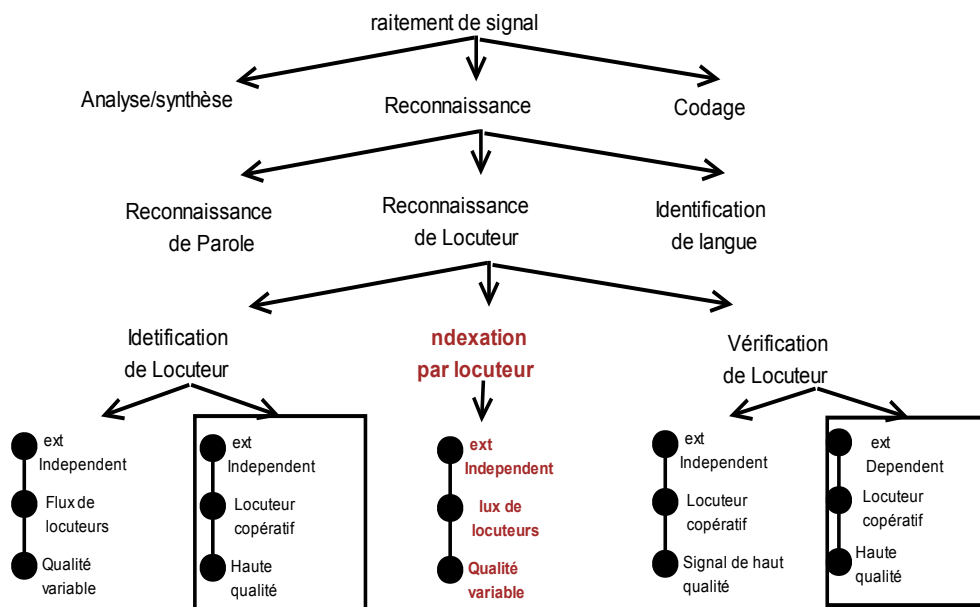 raitement de signal
Analyse/synthèse
Reconnaissance
Codage
Reconnaissance
de Parole
Reconnaissance
de Locuteur
Identification
de langue
Idetification
de Locuteur
ndexation
par locuteur
Vérification
de Locuteur
ext
Independent
Flux de
locuteurs
Qualité
variable
ext
Independent
Locuteur
copératif
Haute
qualité
ext
Independent
lux de
locuteurs
Qualité
variable
ext
Independent
Locuteur
copératif
Signal de haut
qualité
ext
Dependent
Locuteur
copératif
Haute
qualité